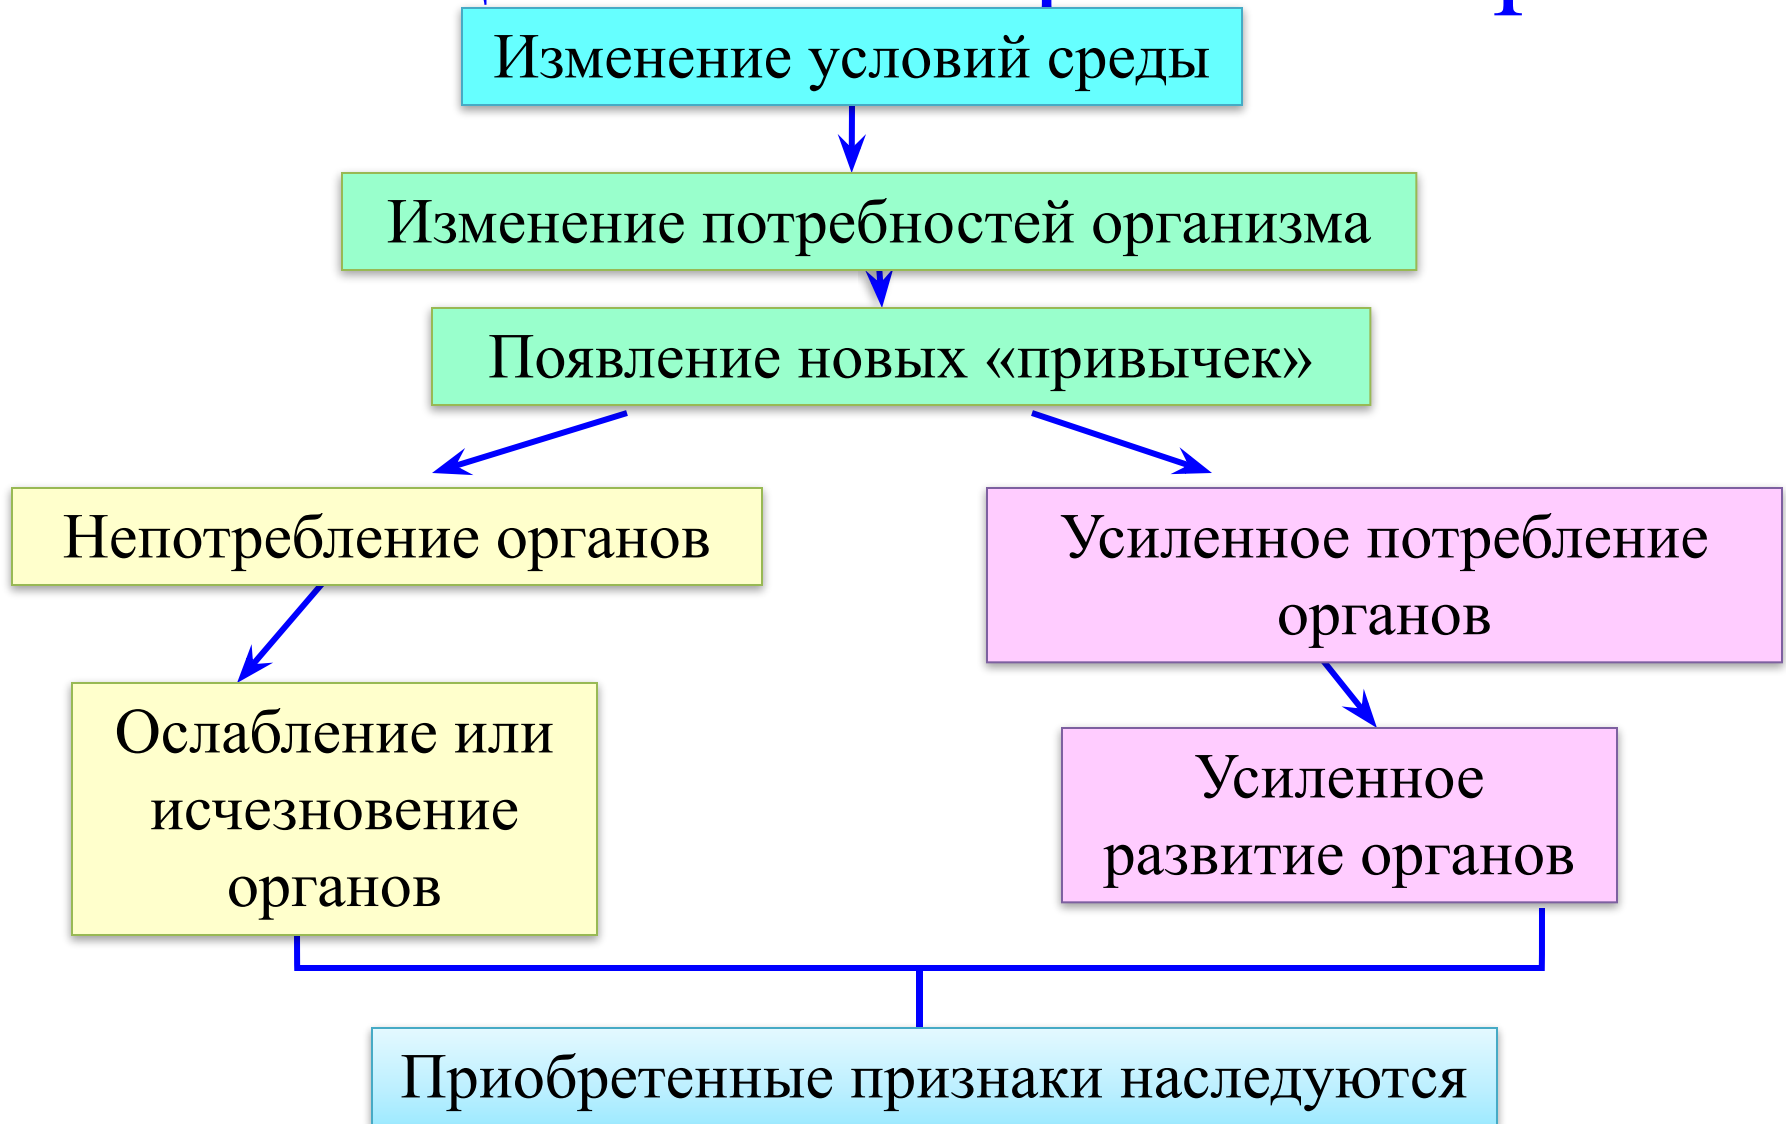 Изменение условий среды
Изменение потребностей организма
Появление новых «привычек»
Непотребление органов
Усиленное потребление
органов
Ослабление или
исчезновение
органов
Усиленное
развитие органов
Приобретенные признаки наследуются